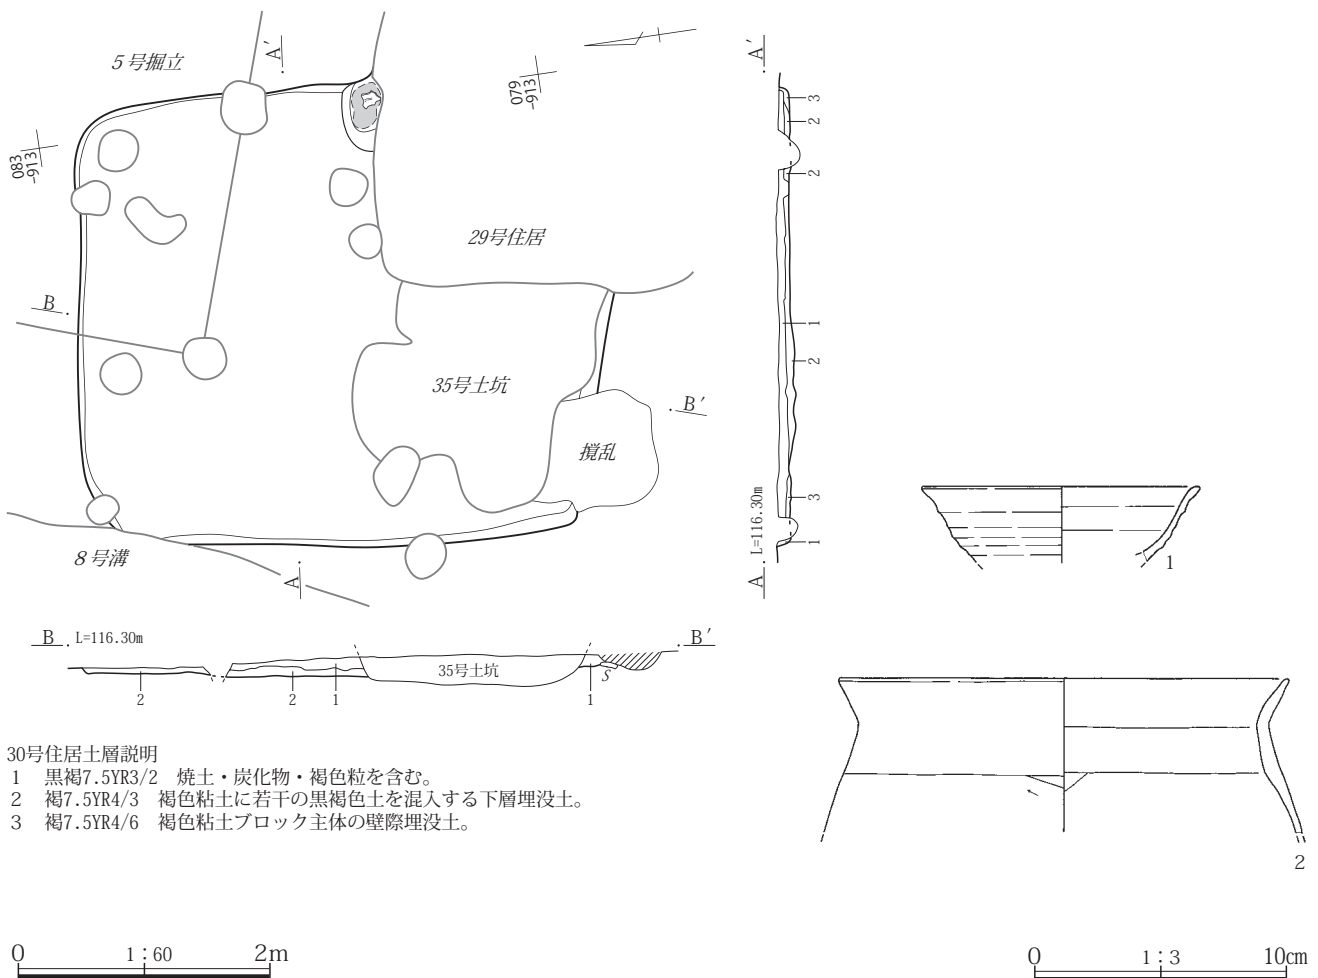 5号掘立
A′
079
-913
083
-913
29号住居
B
35号土坑
B′
撹乱
8号溝
A
A′
3
2
2
1
2
3
1
L=116.30m
A
1
B
L=116.30m
B′
35号土坑
S
2
2
1
1
2
30号住居土層説明
1 黒褐7.5YR3/2 焼土・炭化物・褐色粒を含む。
2 褐7.5YR4/3 褐色粘土に若干の黒褐色土を混入する下層埋没土。
3 褐7.5YR4/6 褐色粘土ブロック主体の壁際埋没土。
0 1:60 2m
0 1:3 10cm